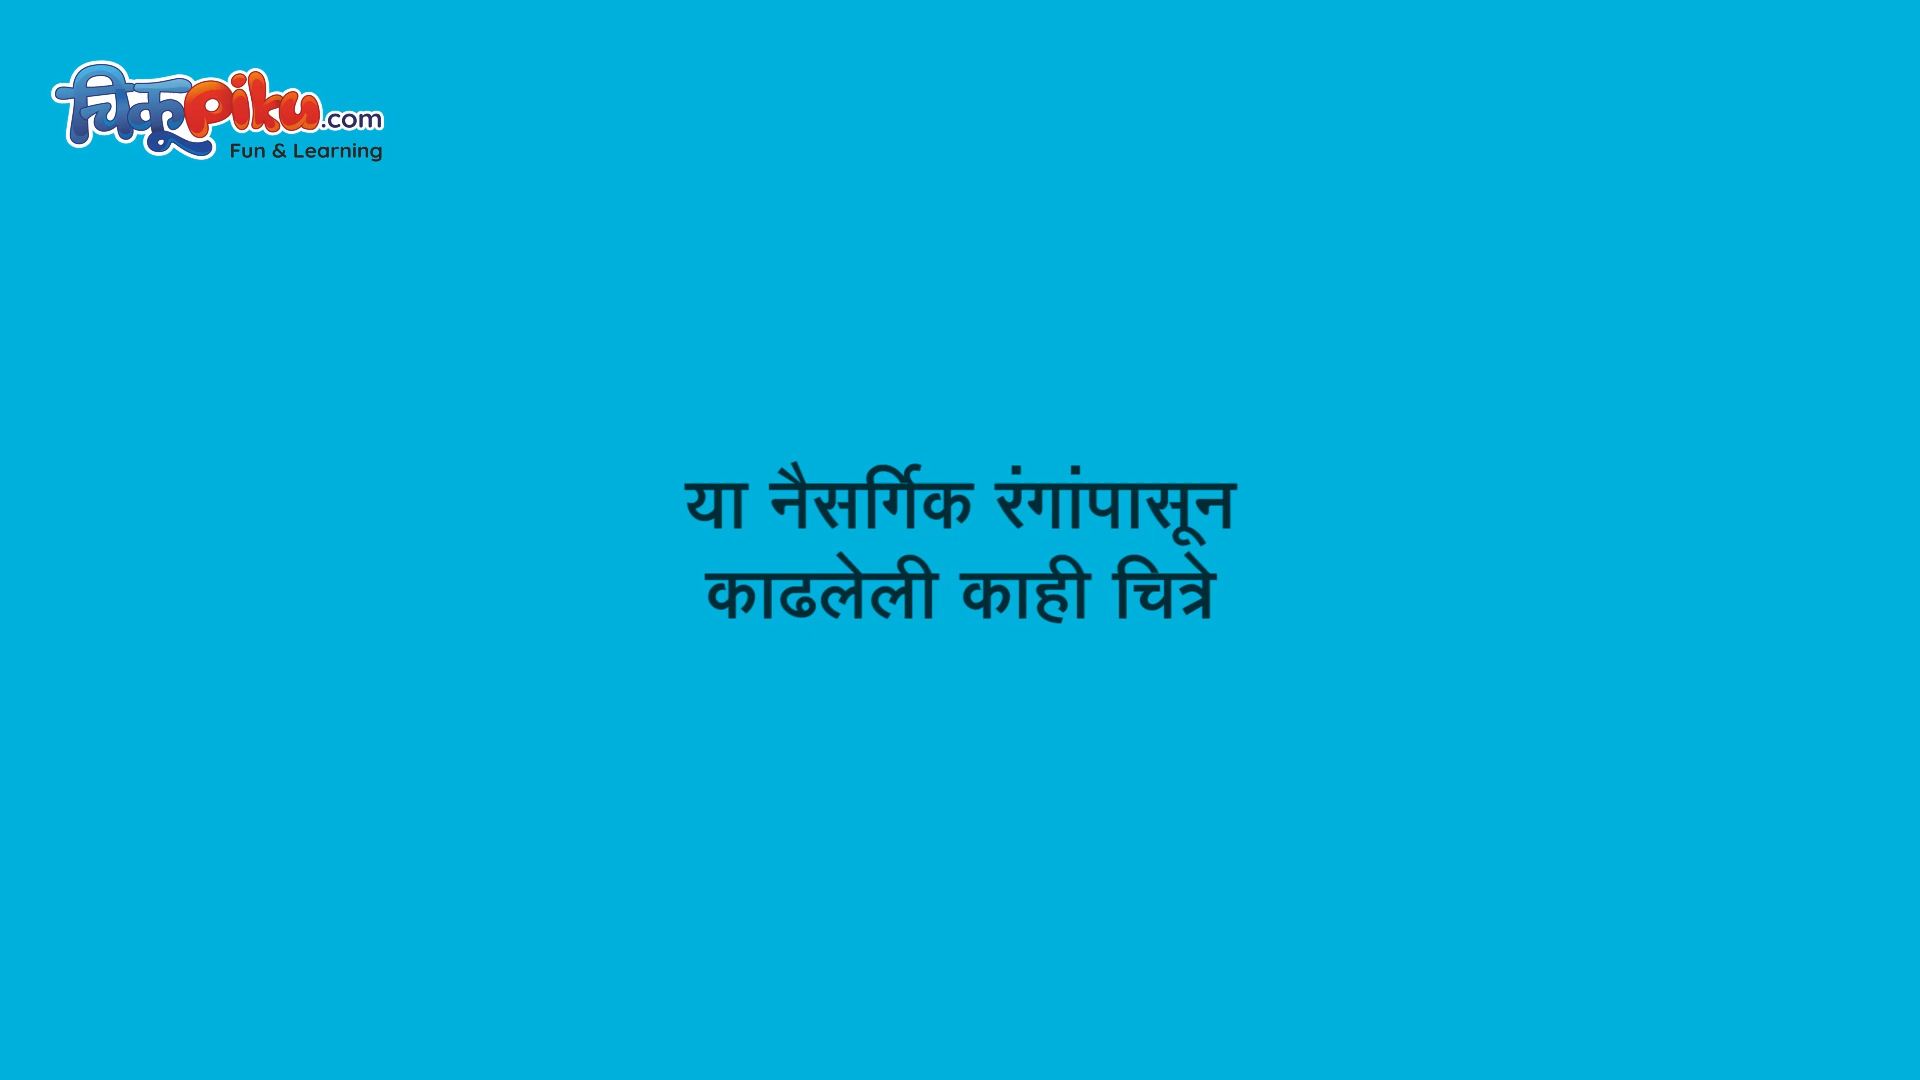 चिकूpiku.com
Fun & Learning
या नैसर्गिक रंगांपासून
काढलेली काही चित्रे